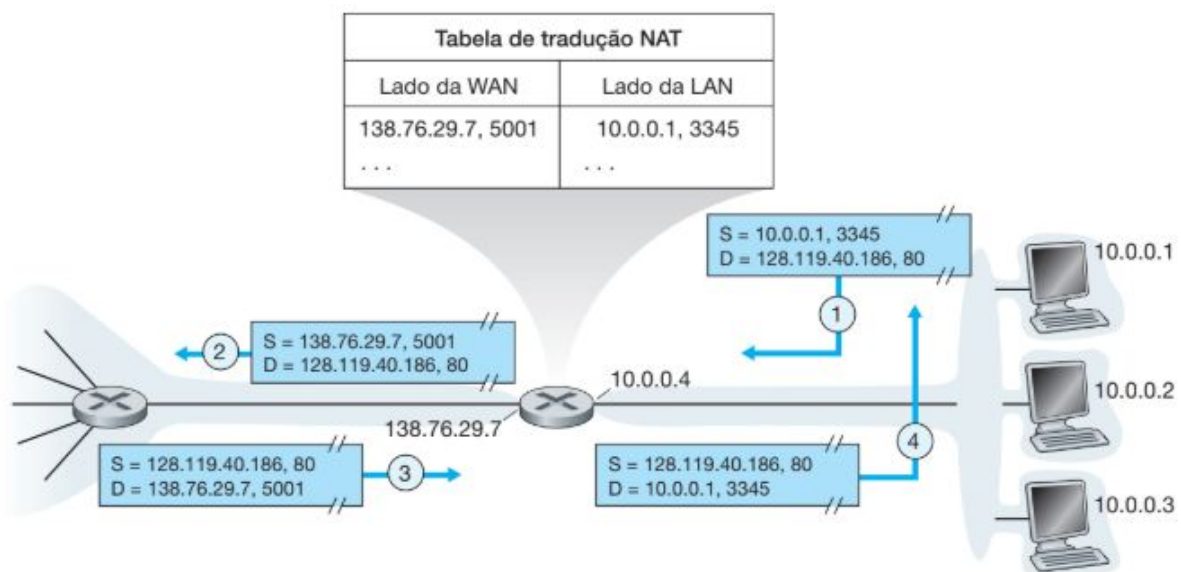 Tabela de tradução NAT
Lado da WAN
Lado da LAN
138.76.29.7, 5001
10.0.0.1, 3345
. . .
. . .
S = 10.0.0.1, 3345
D = 128.119.40.186, 80
10.0.0.1
1
2
S = 138.76.29.7, 5001
D = 128.119.40.186, 80
10.0.0.4
10.0.0.2
138.76.29.7
4
S = 128.119.40.186, 80
D = 138.76.29.7, 5001
3
S = 128.119.40.186, 80
D = 10.0.0.1, 3345
10.0.0.3